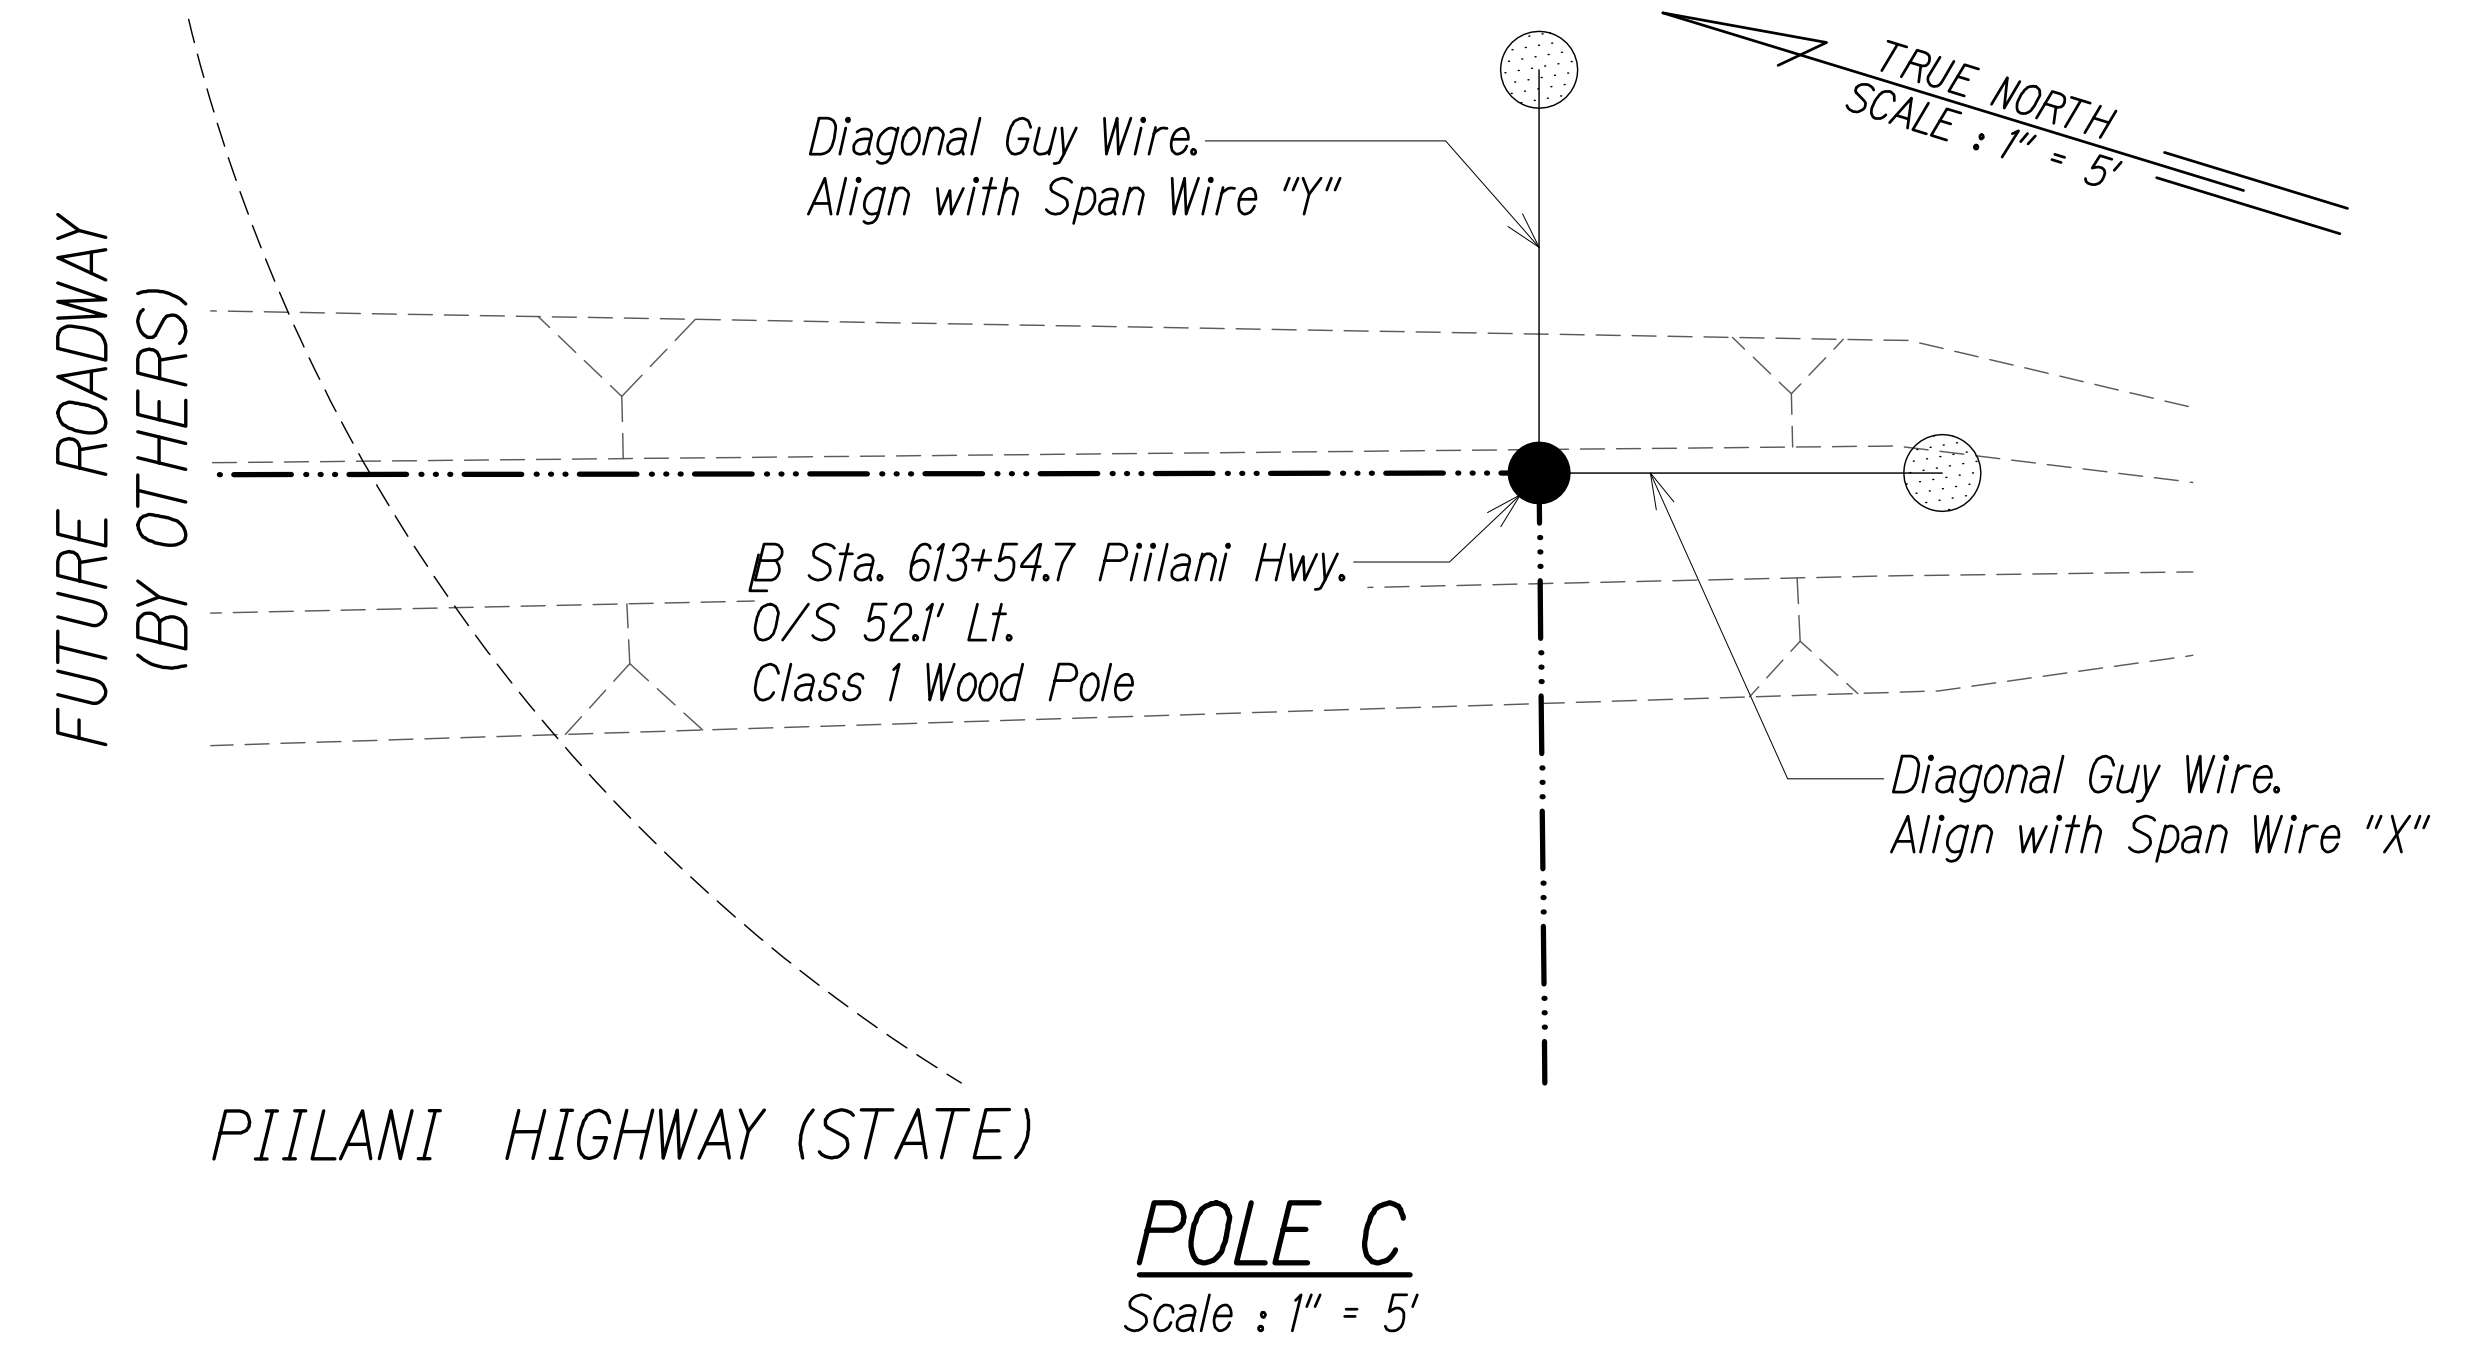 TRUE NORTH
SCALE : 1" = 5'
Diagonal Guy Wire.
Align with Span Wire "Y"
FUTURE ROADWAY
(BY OTHERS)
B Sta. 613+54.7 Piilani Hwy.
O/S 52.1' Lt.
Class 1 Wood Pole
Diagonal Guy Wire.
Align with Span Wire "X"
PIILANI HIGHWAY (STATE)
POLE C
Scale : 1" = 5'